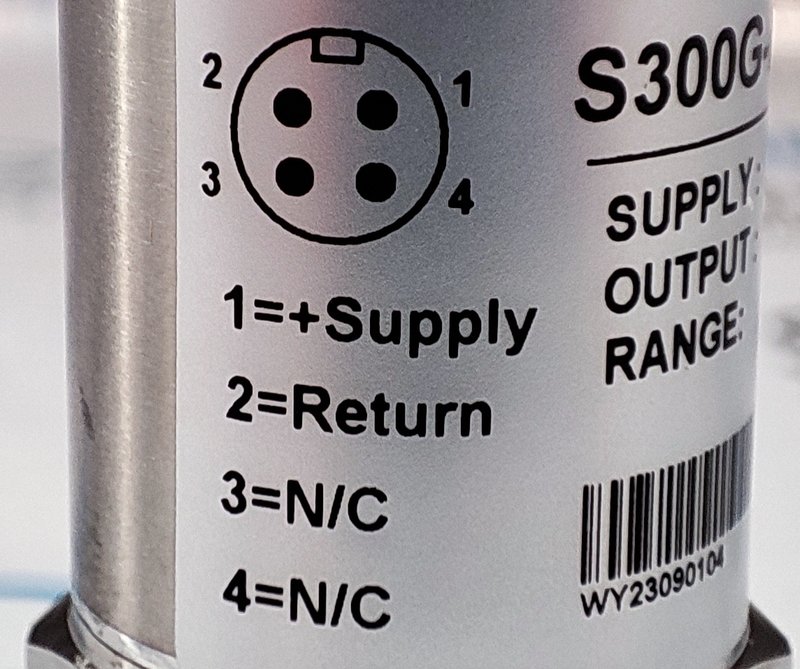 2 1
3 4
1=+Supply
2=Return
3=N/C
4=N/C
S300G-
SUPPLY:
OUTPUT:
RANGE:
WY23090104